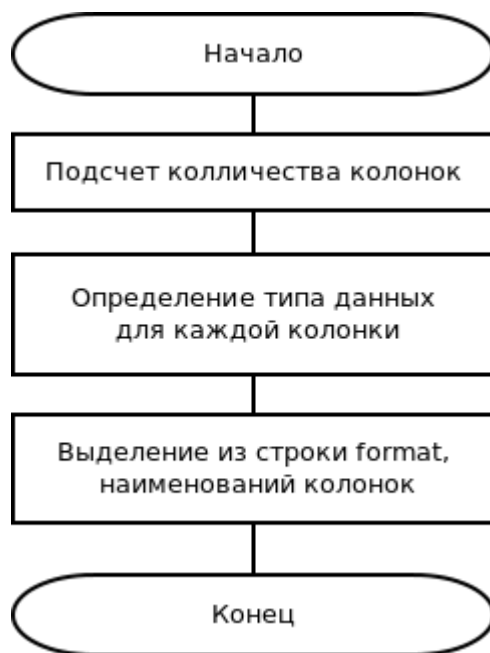 Начало
Подсчет колличества колонок
Определение типа данных
для каждой колонки
Выделение из строки format,
наименований колонок
Конец